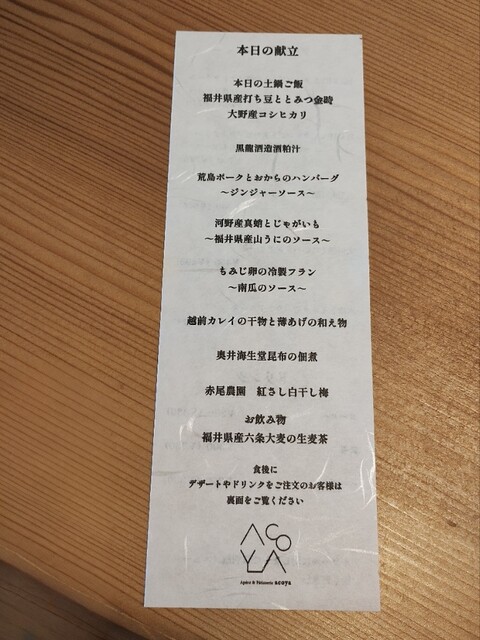 本日の献立
本日の土鍋ご飯
福井県産打ち豆ととみつ金時
大野産コシヒカリ
黒龍酒造酒粕汁
荒島ポークとおからのハンバーグ
～ジンジャーソース～
河野産真蛸とじゃがいも
～福井県産山うにのソース～
もみじ卵の冷製フラン
～南瓜のソース～
越前カレイの干物と薄あげの和え物
奥井海生堂昆布の佃煮
赤尾農園　紅さし白干し梅
お飲み物
福井県産六条大麦の生麦茶
食後に
デザートやドリンクをご注文のお客様は
裏面をご覧ください
ACOYA
Apéro & Pâtisserie acoya